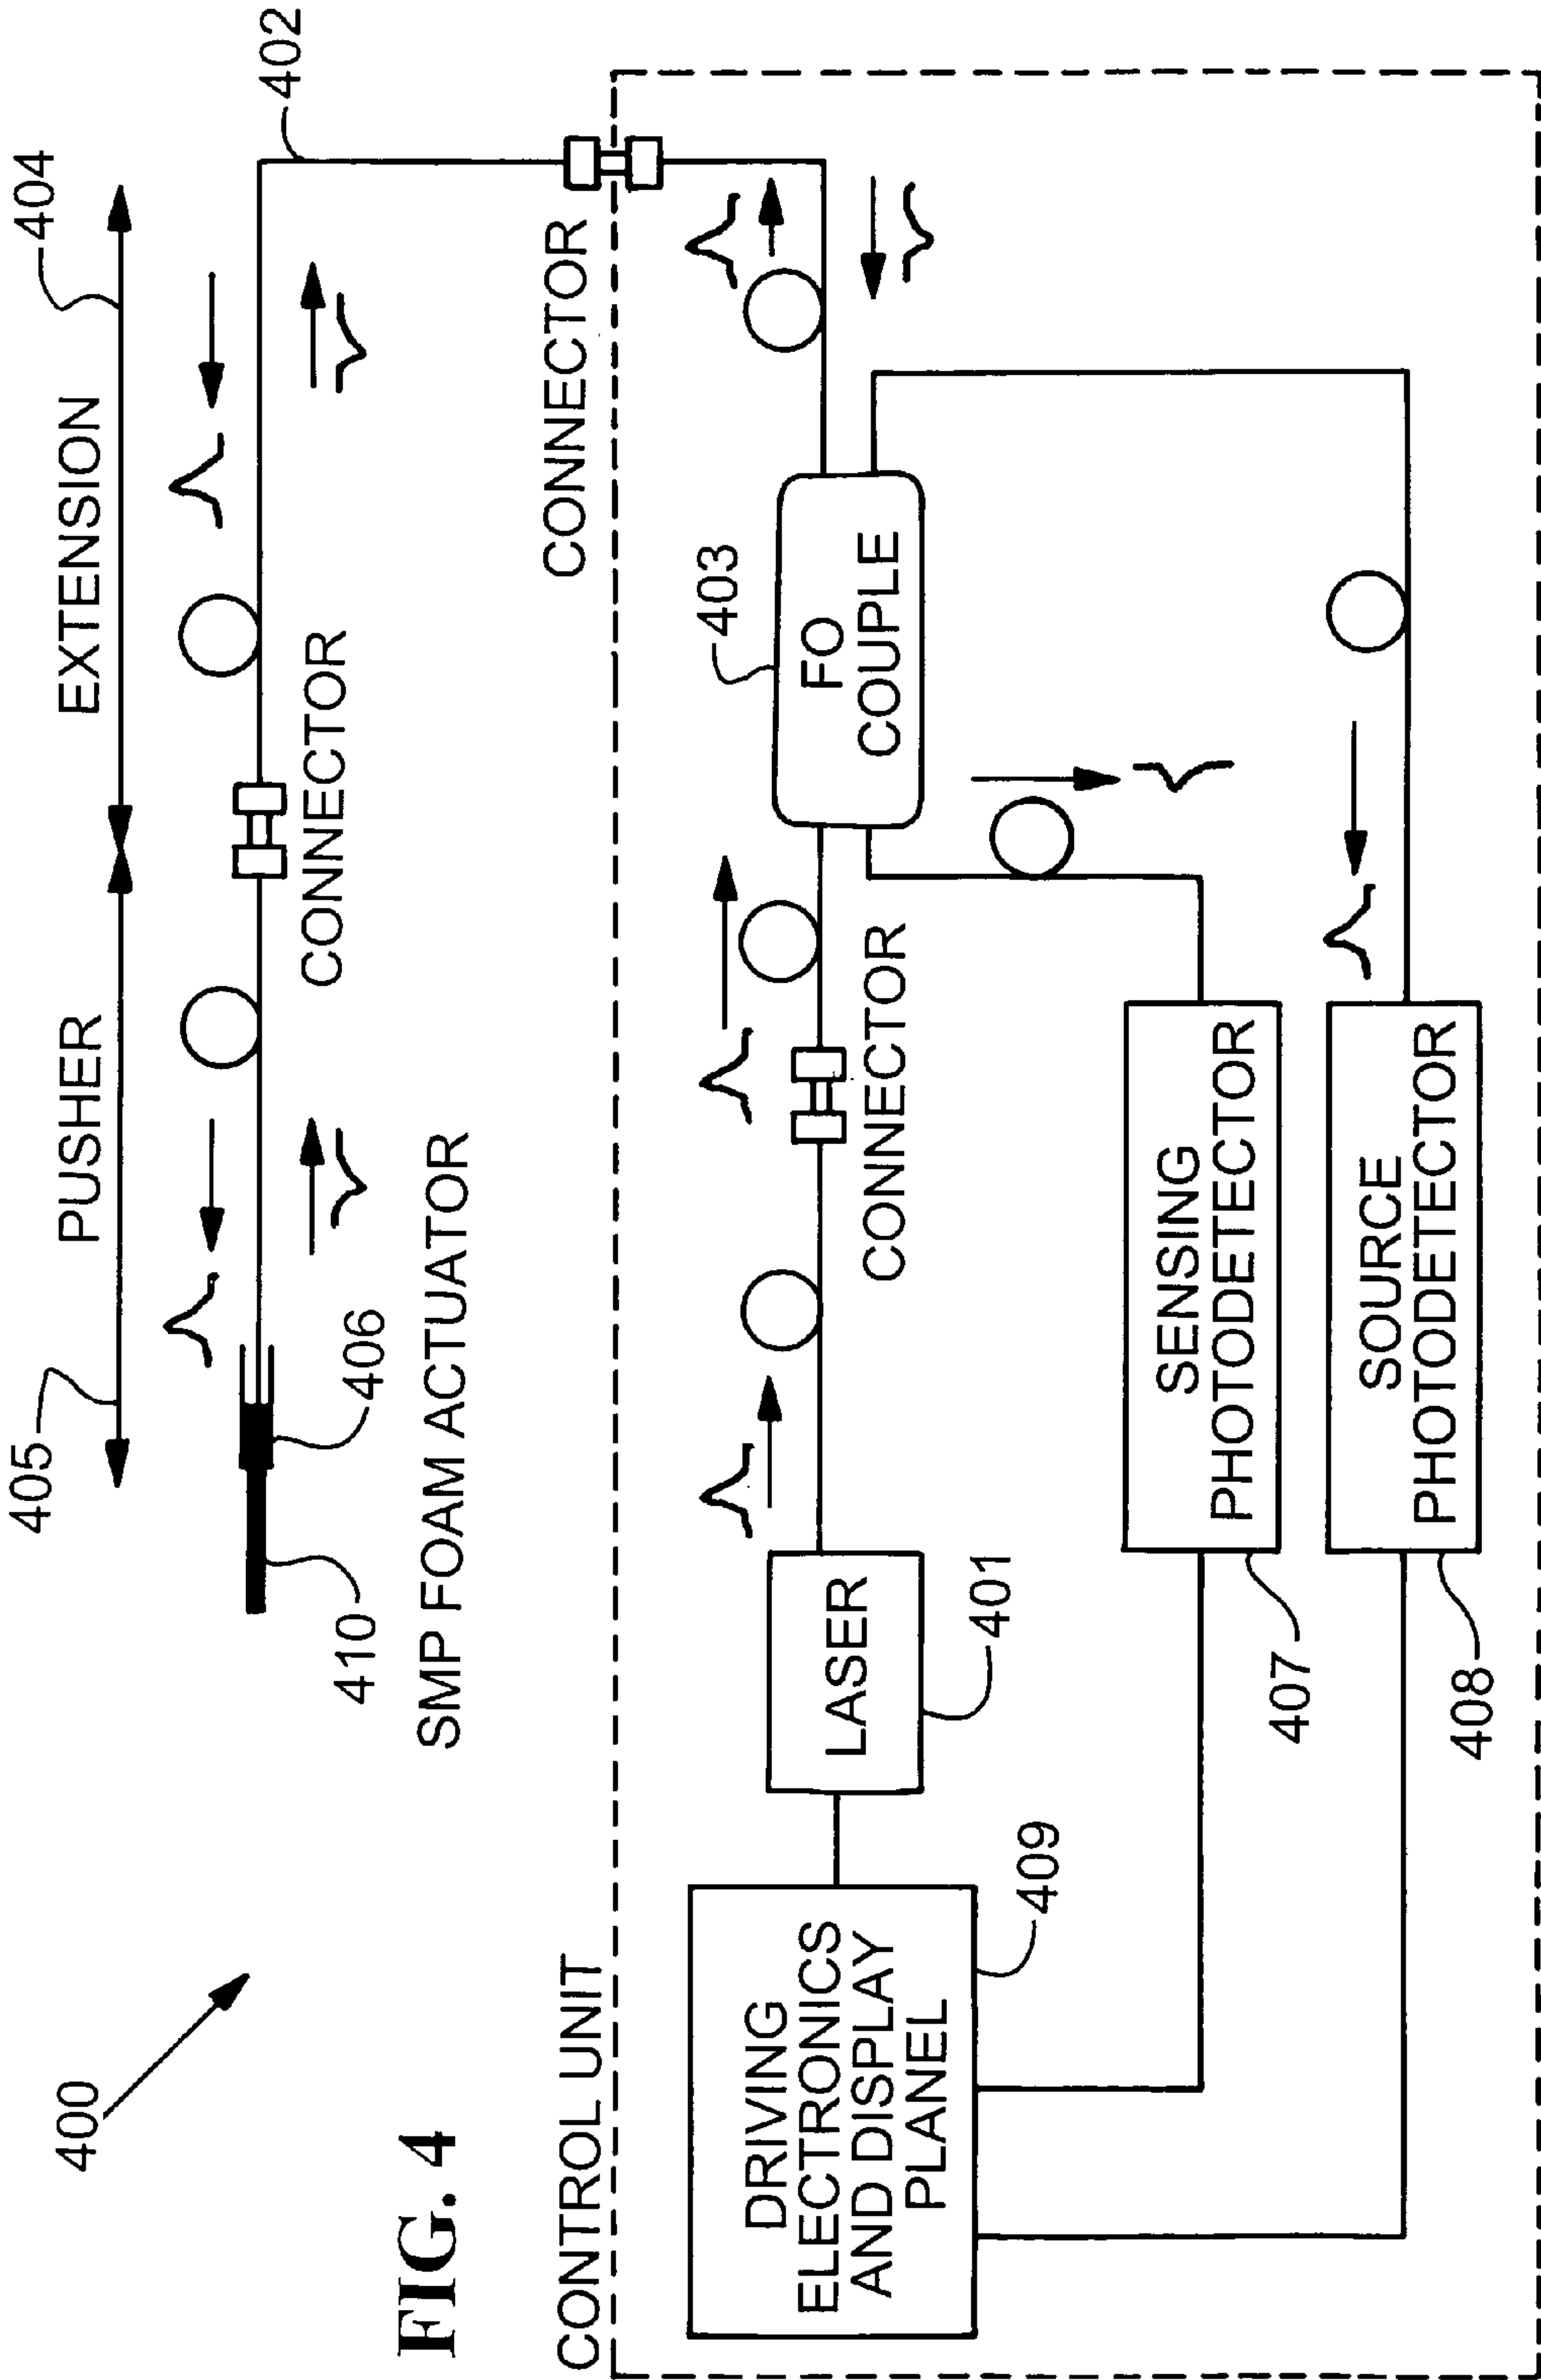 FIG. 4
400
405
PUSHER
EXTENSION
404
402
406
410
CONNECTOR
SMP FOAM ACTUATOR
CONNECTOR
CONTROL UNIT
403
FO
COUPLE
LASER
401
CONNECTOR
DRIVING
ELECTRONICS
AND DISPLAY
PLANEL
409
SENSING
PHOTODETECTOR
407
SOURCE
PHOTODETECTOR
408